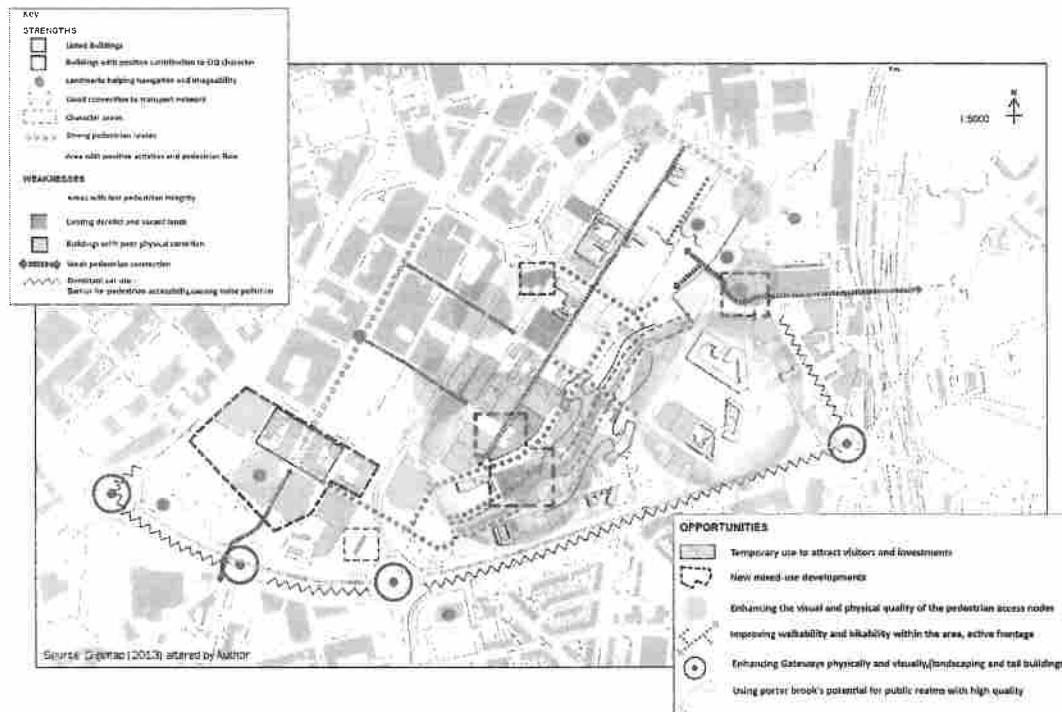 Key
STRENGTHS
Listed Buildings
Buildings with positive contribution to CIQ character
Landmarks helping navigation and imageability
Good connection to transport network
Character areas
Strong pedestrian routes
Area with positive activities and pedestrian flow
WEAKNESSES
Areas with lost pedestrian integrity
Existing derelict and vacant lands
Buildings with poor physical condition
Weak pedestrian connection
Dominant car use -
Barrier for pedestrian accessibility, causing noise pollution
N
1:5000
OPPORTUNITIES
Temporary use to attract visitors and investments
New mixed-use developments
Enhancing the visual and physical quality of the pedestrian access nodes
Improving walkability and bikability within the area, active frontage
Enhancing Gateways physically and visually,(landscaping and tall buildings
Using porter brook's potential for public realms with high quality
Source: Digimap (2013) altered by Author